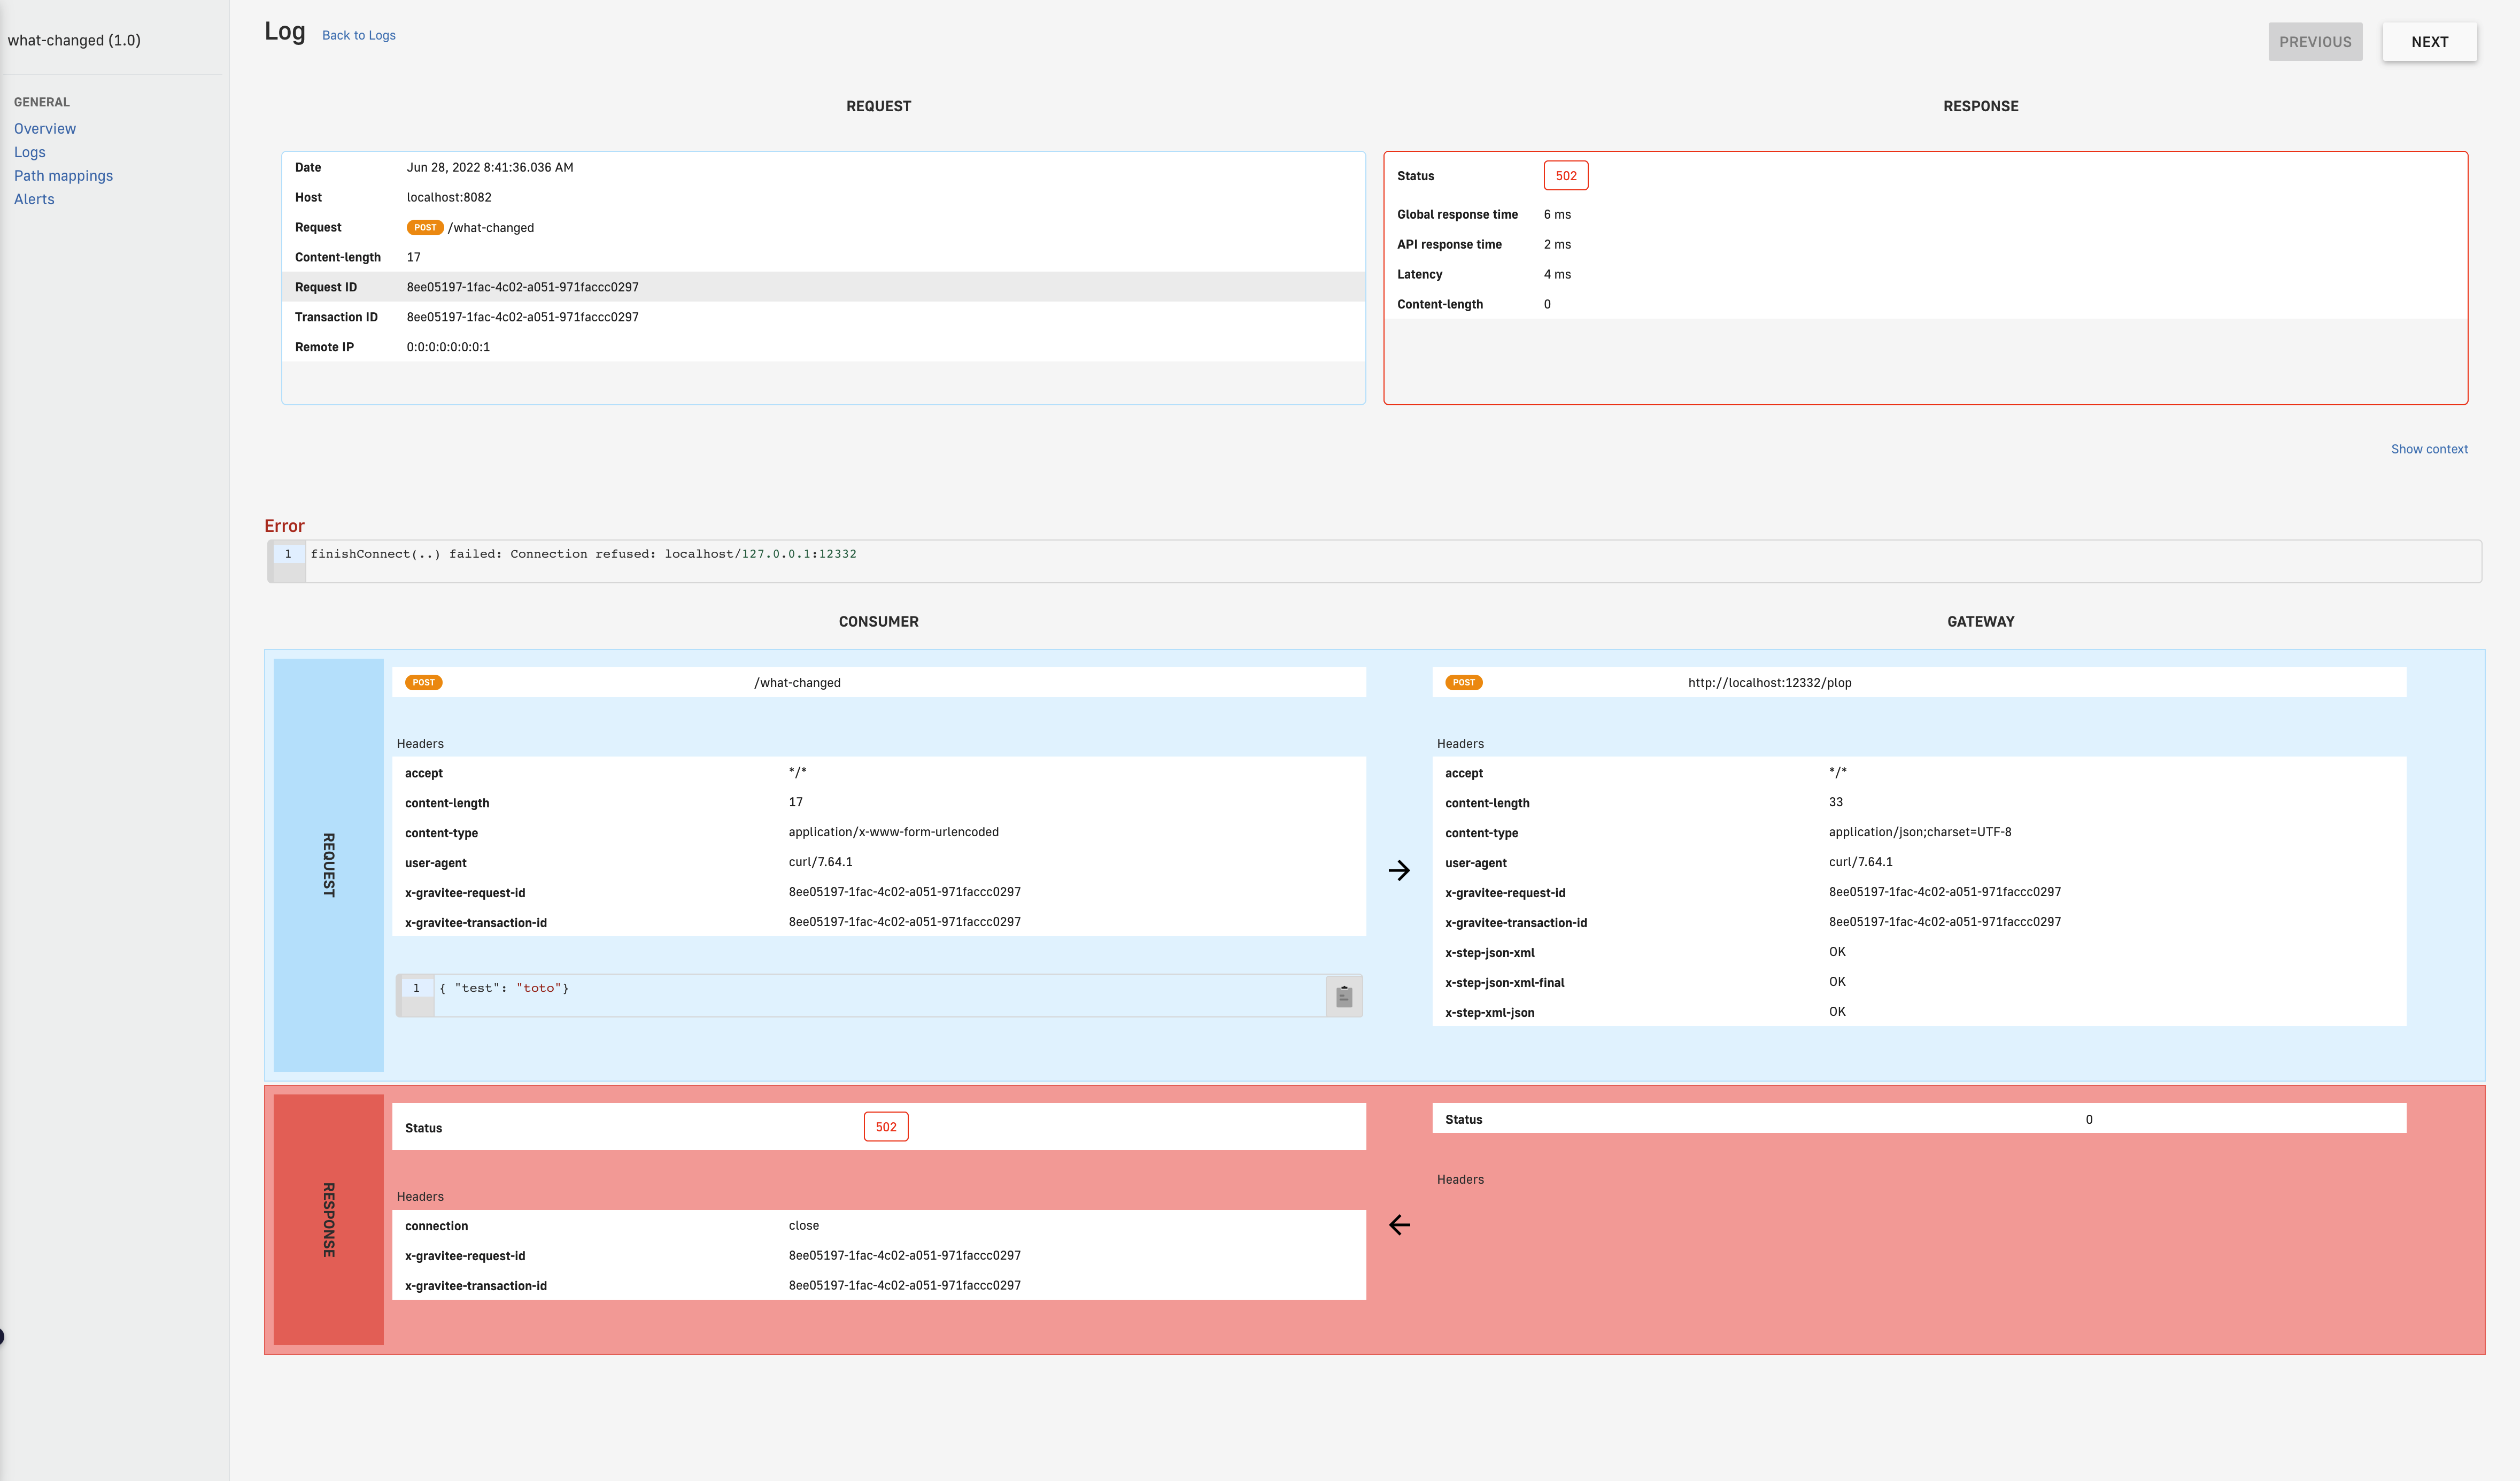 what-changed (1.0)
GENERAL
Overview
Logs
Path mappings
Alerts
Log Back to Logs
PREVIOUS NEXT
REQUEST
Date Jun 28, 2022 8:41:36.036 AM
Host localhost:8082
Request POST /what-changed
Content-length 17
Request ID 8ee05197-1fac-4c02-a051-971faccc0297
Transaction ID 8ee05197-1fac-4c02-a051-971faccc0297
Remote IP 0:0:0:0:0:0:0:1
RESPONSE
Status 502
Global response time 6 ms
API response time 2 ms
Latency 4 ms
Content-length 0
Show context
Error
1 finishConnect(..) failed: Connection refused: localhost/127.0.0.1:12332
CONSUMER
GATEWAY
REQUEST
POST /what-changed
Headers
accept */*
content-length 17
content-type application/x-www-form-urlencoded
user-agent curl/7.64.1
x-gravitee-request-id 8ee05197-1fac-4c02-a051-971faccc0297
x-gravitee-transaction-id 8ee05197-1fac-4c02-a051-971faccc0297
1 { "test": "toto"}
POST http://localhost:12332/plop
Headers
accept */*
content-length 33
content-type application/json;charset=UTF-8
user-agent curl/7.64.1
x-gravitee-request-id 8ee05197-1fac-4c02-a051-971faccc0297
x-gravitee-transaction-id 8ee05197-1fac-4c02-a051-971faccc0297
x-step-json-xml OK
x-step-json-xml-final OK
x-step-xml-json OK
RESPONSE
Status 502
Headers
connection close
x-gravitee-request-id 8ee05197-1fac-4c02-a051-971faccc0297
x-gravitee-transaction-id 8ee05197-1fac-4c02-a051-971faccc0297
Status 0
Headers